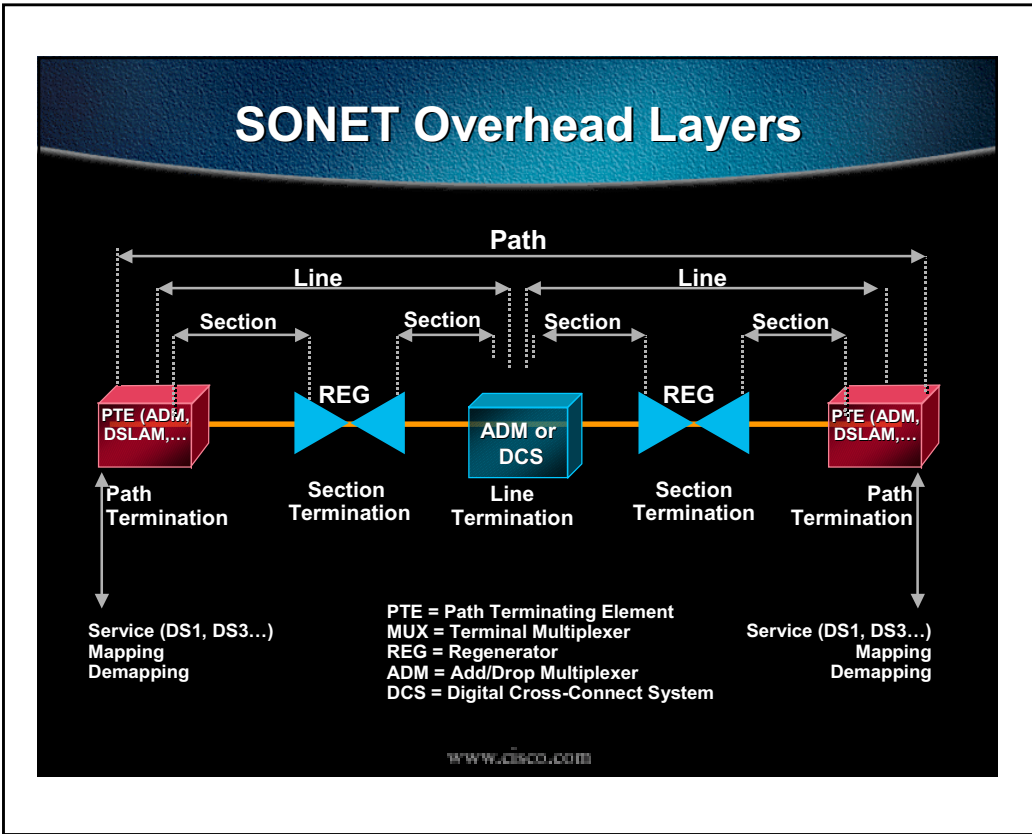 SONET Overhead Layers
Path
Line
Line
Section
Section
Section
Section
REG
REG
PTE (ADM,
DSLAM,…
ADM or
DCS
PTE (ADM,
DSLAM,…
Path
Termination
Section
Termination
Line
Termination
Section
Termination
Path
Termination
Service (DS1, DS3…)
Mapping
Demapping
PTE = Path Terminating Element
MUX = Terminal Multiplexer
REG = Regenerator
ADM = Add/Drop Multiplexer
DCS = Digital Cross-Connect System
Service (DS1, DS3…)
Mapping
Demapping
www.cisco.com